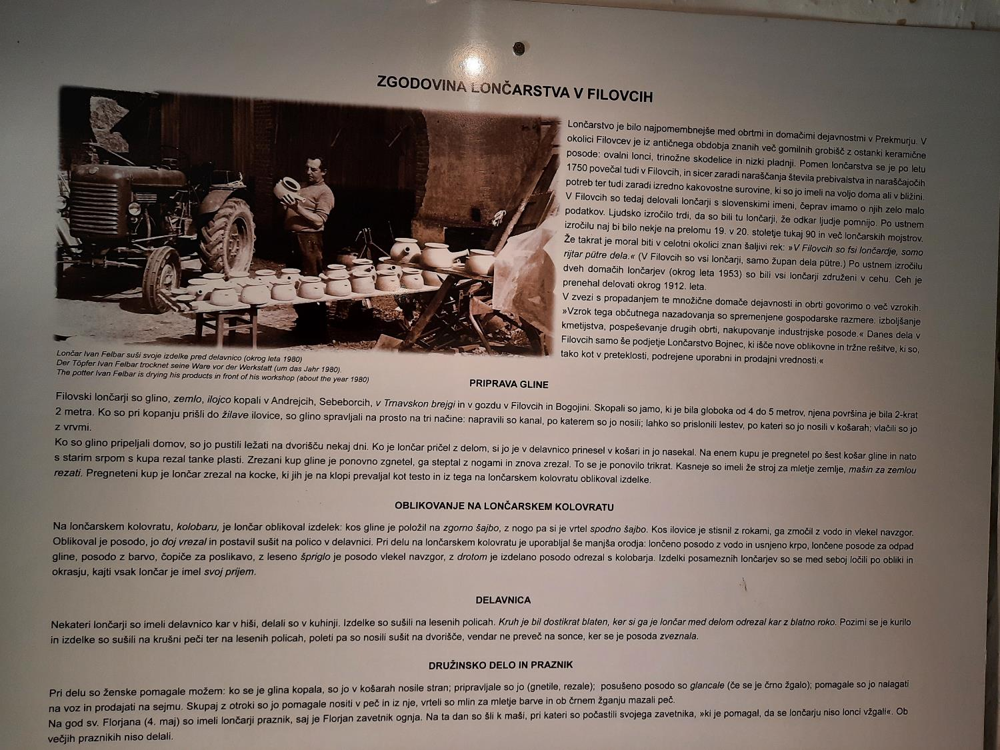 ZGODOVINA LONČARSTVA V FILOVCIH
Lončarstvo je bilo najpomembnejše med obrtmi in domačimi dejavnostmi v Prekmurju. V
okolici Filovcev je iz antičnega obdobja znanih več gomilnih grobišč z ostanki keramične
posode: ovalni lonci, trinožne skodelice in nizki pladnji. Pomen lončarstva se je po letu
1750 povečal tudi v Filovcih, in sicer zaradi naraščanja števila prebivalstva in naraščajočih
potreb ter tudi zaradi izredno kakovostne surovine, ki so jo imeli na voljo doma ali v bližini.
V Filovcih so tedaj delovali lončarji s slovenskimi imeni, čeprav imamo o njih zelo malo
podatkov. Ljudsko izročilo trdi, da so bili tu lončarji, že odkar ljudje pomnijo. Po ustnem
izročilu naj bi bilo nekje na prelomu 19. v 20. stoletje tukaj 90 in več lončarskih mojstrov.
Že takrat je moral biti v celotni okolici znan šaljivi rek: »V Filovcih so fsi lončardje, somo
rijtar pütre dela.« (V Filovcih so vsi lončarji, samo župan dela pütre.) Po ustnem izročilu
dveh domačih lončarjev (okrog leta 1953) so bili vsi lončarji združeni v cehu. Ceh je
prenehal delovati okrog 1912. leta.
V zvezi s propadanjem te množične domače dejavnosti in obrti govorimo o več vzrokih.
»Vzrok tega občutnega nazadovanja so spremenjene gospodarske razmere: izboljšanje
kmetijstva, pospeševanje drugih obrti, nakupovanje industrijske posode.« Danes dela v
Filovcih samo še podjetje Lončarstvo Bojnec, ki išče nove oblikovne in tržne rešitve, ki so,
tako kot v preteklosti, podrejene uporabni in prodajni vrednosti.«
Lončar Ivan Felbar suši svoje izdelke pred delavnico (okrog leta 1980)
Der Töpfer Ivan Felbar trocknet seine Ware vor der Werkstatt (um das Jahr 1980).
The potter Ivan Felbar is drying his products in front of his workshop (about the year 1980)
PRIPRAVA GLINE
Filovski lončarji so glino, zemlo, ilojco kopali v Andrejcih, Sebeborcih, v Trnavskon brejgi in v gozdu v Filovcih in Bogojini. Skopali so jamo, ki je bila globoka od 4 do 5 metrov, njena površina je bila 2-krat
2 metra. Ko so pri kopanju prišli do žilave ilovice, so glino spravljali na prosto na tri načine: napravili so kanal, po katerem so jo nosili; lahko so prislonili lestev, po kateri so jo nosili v košarah; vlačili so jo
z vrvmi.
Ko so glino pripeljali domov, so jo pustili ležati na dvorišču nekaj dni. Ko je lončar pričel z delom, si jo je v delavnico prinesel v košari in jo nasekal. Na enem kupu je pregnetel po šest košar gline in nato
s starim srpom s kupa rezal tanke plasti. Zrezani kup gline je ponovno zgnetel, ga steptal z nogami in znova zrezal. To se je ponovilo trikrat. Kasneje so imeli že stroj za mletje zemlje, mašin za zemlou
rezati. Pregneteni kup je lončar zrezal na kocke, ki jih je na klopi prevaljal kot testo in iz tega na lončarskem kolovratu oblikoval izdelke.
OBLIKOVANJE NA LONČARSKEM KOLOVRATU
Na lončarskem kolovratu, kolobaru, je lončar oblikoval izdelek: kos gline je položil na zgorno šajbo, z nogo pa si je vrtel spodno šajbo. Kos ilovice je stisnil z rokami, ga zmočil z vodo in vlekel navzgor.
Oblikoval je posodo, jo doj vrezal in postavil sušit na polico v delavnici. Pri delu na lončarskem kolovratu je uporabljal še manjša orodja: lončeno posodo z vodo in usnjeno krpo, lončene posode za odpad
gline, posodo z barvo, čopiče za poslikavo, z leseno špriglo je posodo vlekel navzgor, z drotom je izdelano posodo odrezal s kolobarja. Izdelki posameznih lončarjev so se med seboj ločili po obliki in
okrasju, kajti vsak lončar je imel svoj prijem.
DELAVNICA
Nekateri lončarji so imeli delavnico kar v hiši, delali so v kuhinji. Izdelke so sušili na lesenih policah. Kruh je bil dostikrat blaten, ker si ga je lončar med delom odrezal kar z blatno roko. Pozimi se je kurilo
in izdelke so sušili na krušni peči ter na lesenih policah, poleti pa so nosili sušit na dvorišče, vendar ne preveč na sonce, ker se je posoda zveznala.
DRUŽINSKO DELO IN PRAZNIK
Pri delu so ženske pomagale možem: ko se je glina kopala, so jo v košarah nosile stran; pripravljale so jo (gnetile, rezale); posušeno posodo so glancale (če se je črno žgalo); pomagale so jo nalagati
na voz in prodajati na sejmu. Skupaj z otroki so jo pomagale nositi v peč in iz nje, vrteli so mlin za mletje barve in ob črnem žganju mazali peč.
Na god sv. Florjana (4. maj) so imeli lončarji praznik, saj je Florjan zavetnik ognja. Na ta dan so šli k maši, pri kateri so počastili svojega zavetnika, »ki je pomagal, da se lončarju niso lonci vžgali«. Ob
večjih praznikih niso delali.